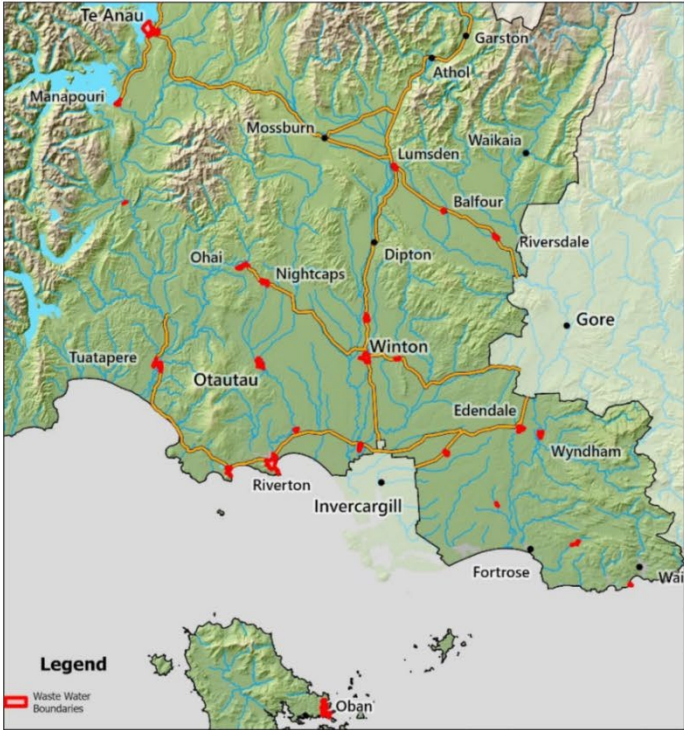 Te Anau
Garston
Athol
Manapouri
Mossburn
Waikaia
Lumsden
Balfour
Riversdale
Dipton
Ohai
Nightcaps
Gore
Winton
Tuatapere
Otautau
Edendale
Wyndham
Riverton
Invercargill
Fortrose
Wai
Legend
Waste Water
Boundaries
Oban